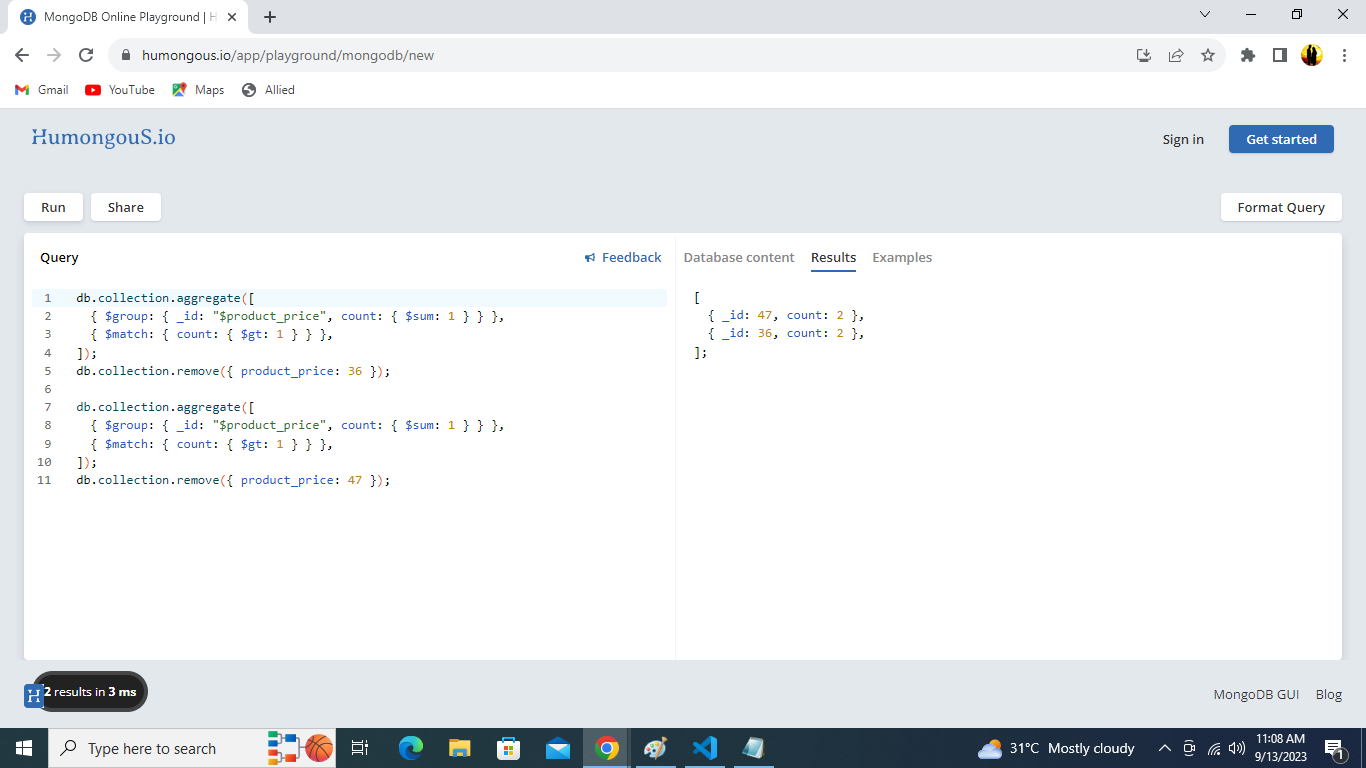 MongoDB Online Playground | H
humongous.io/app/playground/mongodb/new
Gmail YouTube Maps Allied
HumongouS.io
Sign in Get started
Run Share Format Query
Query Feedback
Database content Results Examples
1 db.collection.aggregate([
2 { $group: { _id: "$product_price", count: { $sum: 1 } } },
3 { $match: { count: { $gt: 1 } } },
4 ]);
5 db.collection.remove({ product_price: 36 });
6
7 db.collection.aggregate([
8 { $group: { _id: "$product_price", count: { $sum: 1 } } },
9 { $match: { count: { $gt: 1 } } },
10 ]);
11 db.collection.remove({ product_price: 47 });
[
{ _id: 47, count: 2 },
{ _id: 36, count: 2 },
];
H 2 results in 3 ms
MongoDB GUI Blog
Type here to search
31°C Mostly cloudy
11:08 AM
9/13/2023
1